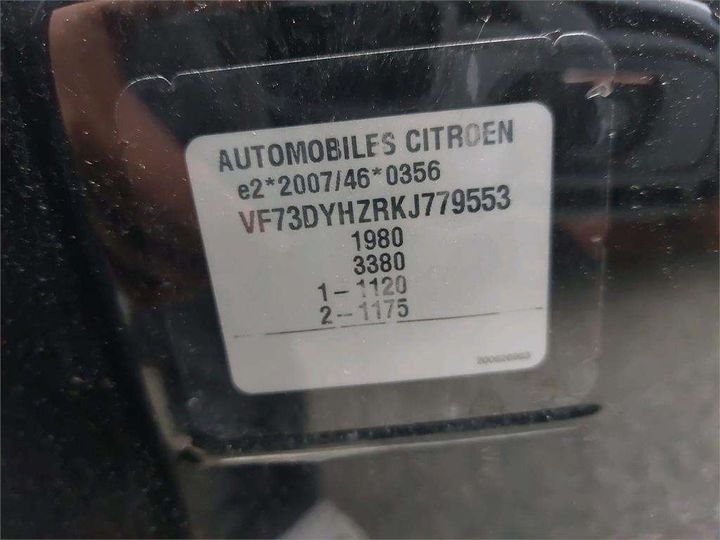 AUTOMOBILES CITROEN
e2*2007/46*0356
VF73DYHZRKJ779553
1980
3380
1-1120
2-1175